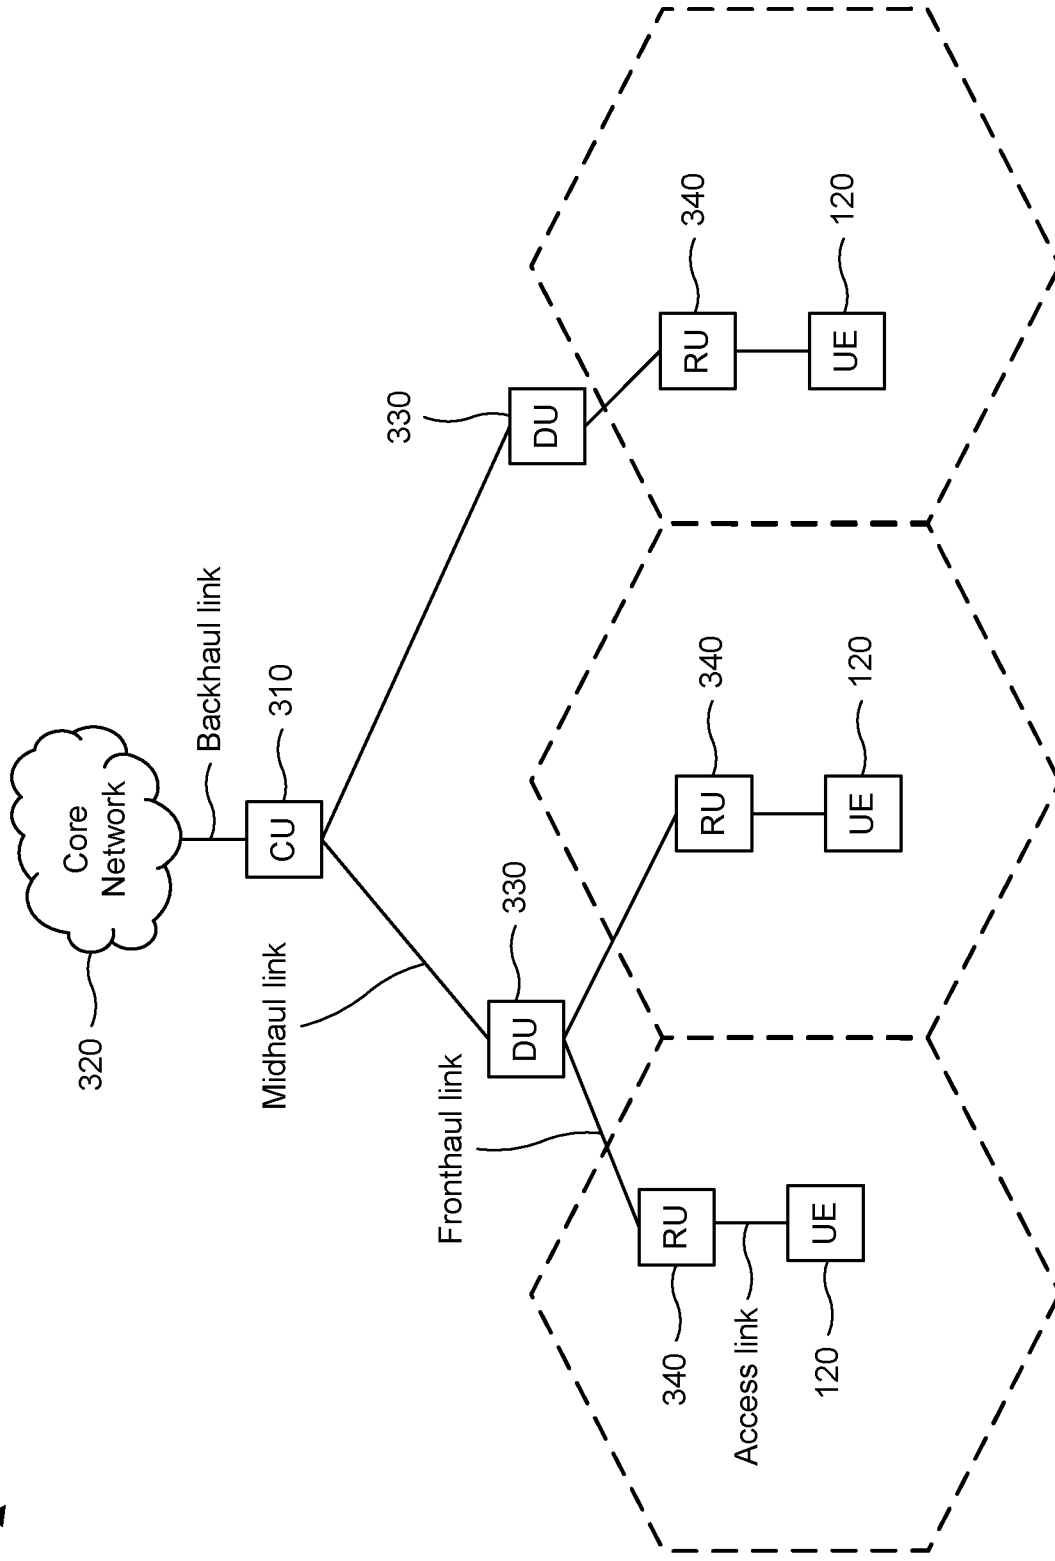 Core
Network
320
Backhaul link
Midhaul link
CU
310
330
Fronthaul link
DU
330
DU
340
RU
RU
340
RU
340
Access link
120
UE
UE
120
UE
120